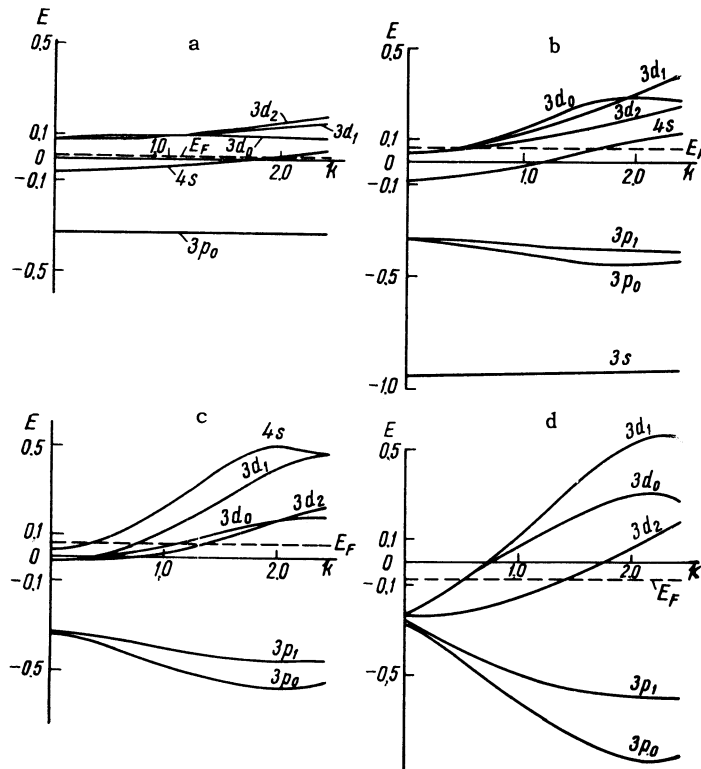 E
a
0,5
3d₂
0,1
3d₁
1,0
E_F
3d₀
0
2.0
k
-0.1
4s
3p₀
-0,5
E
b
0,5
3d₁
3d₀
3d₂
0,1
4s
E_F
0
1.0
2.0
k
-0,1
3p₁
3p₀
-0,5
3s
-1.0
E
c
0,5
4s
3d₁
3d₂
0.1
3d₀
E_F
0
1,0
2.0
k
-0.1
3p₁
-0,5
3p₀
E
d
0,5
3d₁
3d₀
3d₂
0.1
0
1.0
2.0
k
-0.1
E_F
3p₁
-0,5
3p₀